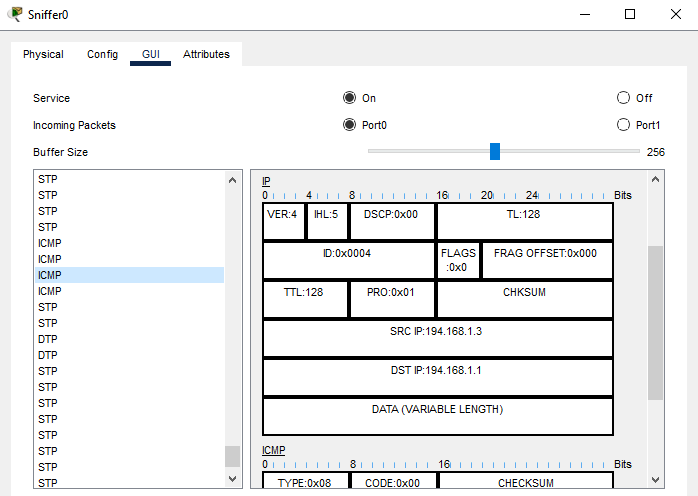 Sniffer0
Physical Config GUI Attributes
Service On Off
Incoming Packets Port0 Port1
Buffer Size 256
STP
STP
STP
STP
ICMP
ICMP
ICMP
ICMP
STP
STP
DTP
DTP
STP
STP
STP
STP
STP
STP
STP
STP
IP
0 4 8 16 20 24 Bits
VER:4 IHL:5 DSCP:0x00 TL:128
ID:0x0004 FLAGS :0x0 FRAG OFFSET:0x000
TTL:128 PRO:0x01 CHKSUM
SRC IP:194.168.1.3
DST IP:194.168.1.1
DATA (VARIABLE LENGTH)
ICMP
0 8 16 Bits
TYPE:0x08 CODE:0x00 CHECKSUM